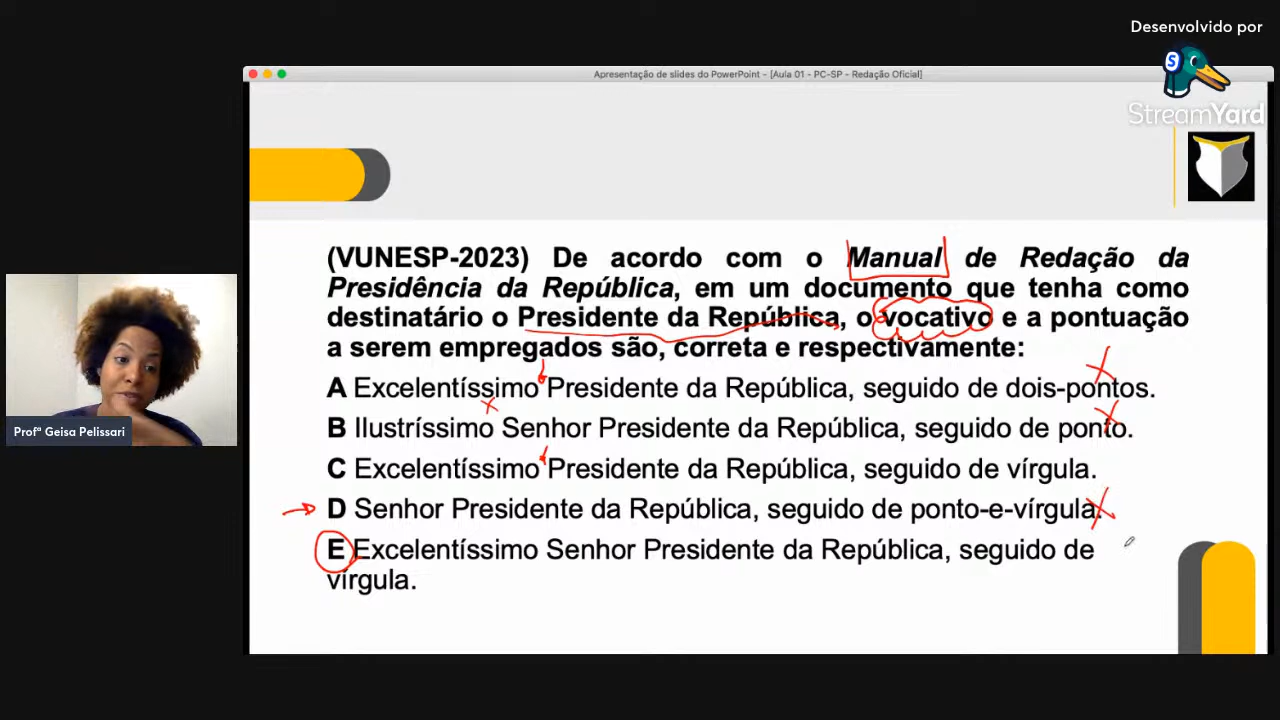 Desenvolvido por
StreamYard
Apresentação de slides do PowerPoint - [Aula 01 - PC-SP - Redação Oficial]
(VUNESP-2023) De acordo com o Manual de Redação da
Presidência da República, em um documento que tenha como
destinatário o Presidente da República, o vocativo e a pontuação
a serem empregados são, correta e respectivamente:
A Excelentíssimo Presidente da República, seguido de dois-pontos.
B Ilustríssimo Senhor Presidente da República, seguido de ponto.
C Excelentíssimo Presidente da República, seguido de vírgula.
D Senhor Presidente da República, seguido de ponto-e-vírgula.
E Excelentíssimo Senhor Presidente da República, seguido de
vírgula.
Profª Geisa Pelissari